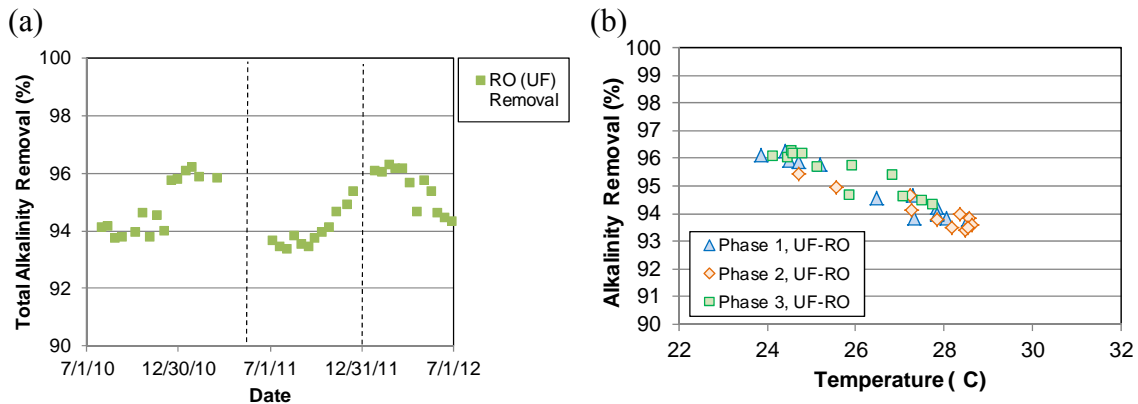 (a)
Total Alkalinity Removal (%)
100
98
96
94
92
90
7/1/10
12/30/10
7/1/11
12/31/11
7/1/12
Date
RO (UF)
Removal
(b)
Alkalinity Removal (%)
100
99
98
97
96
95
94
93
92
91
90
Phase 1, UF-RO
Phase 2, UF-RO
Phase 3, UF-RO
22
24
26
28
30
32
Temperature ( C)